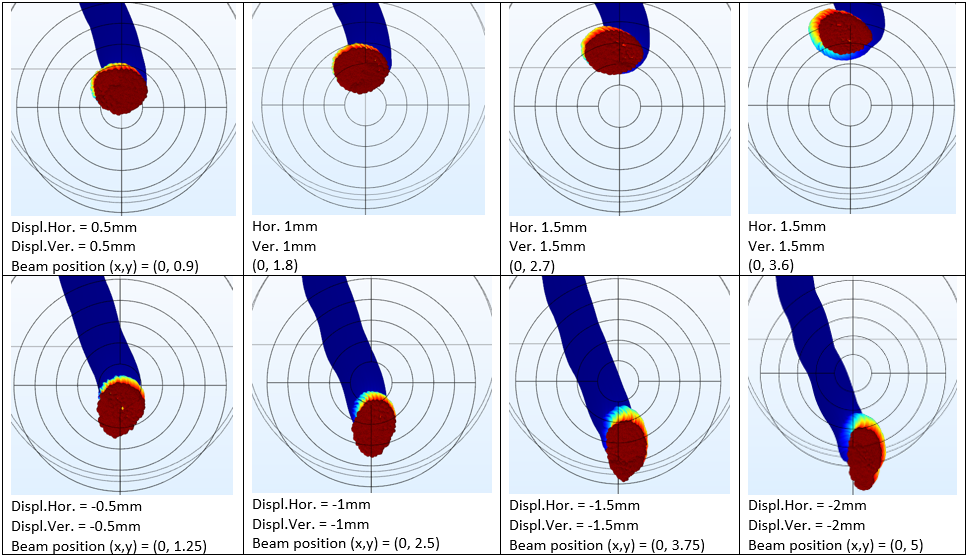 Displ.Hor. = 0.5mm
Displ.Ver. = 0.5mm
Beam position (x,y) = (0, 0.9)
Hor. 1mm
Ver. 1mm
(0, 1.8)
Hor. 1.5mm
Ver. 1.5mm
(0, 2.7)
Hor. 1.5mm
Ver. 1.5mm
(0, 3.6)
Displ.Hor. = -0.5mm
Displ.Ver. = -0.5mm
Beam position (x,y) = (0, 1.25)
Displ.Hor. = -1mm
Displ.Ver. = -1mm
Beam position (x,y) = (0, 2.5)
Displ.Hor. = -1.5mm
Displ.Ver. = -1.5mm
Beam position (x,y) = (0, 3.75)
Displ.Hor. = -2mm
Displ.Ver. = -2mm
Beam position (x,y) = (0, 5)